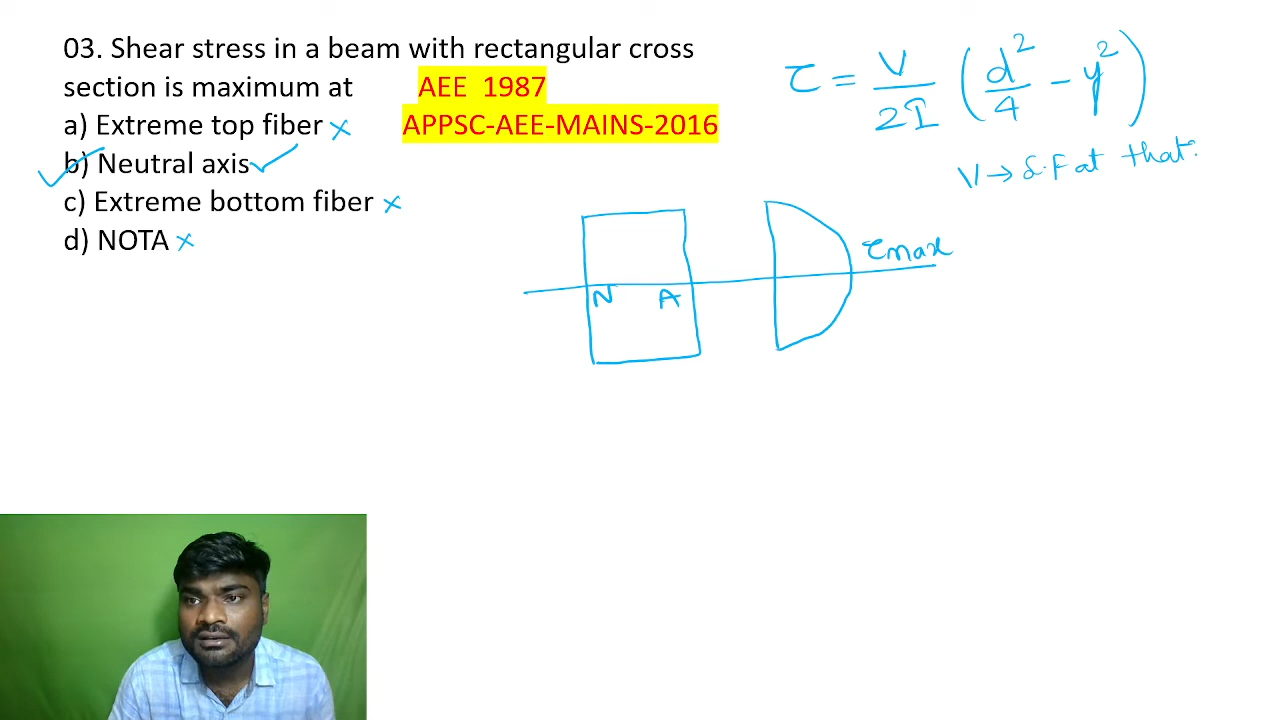 03. Shear stress in a beam with rectangular cross
section is maximum at AEE 1987
a) Extreme top fiber × APPSC-AEE-MAINS-2016
b) Neutral axis ✓
c) Extreme bottom fiber ×
d) NOTA ×
τ = V/2I (d²/4 - y²)
V → S.F at that
τmax
N A